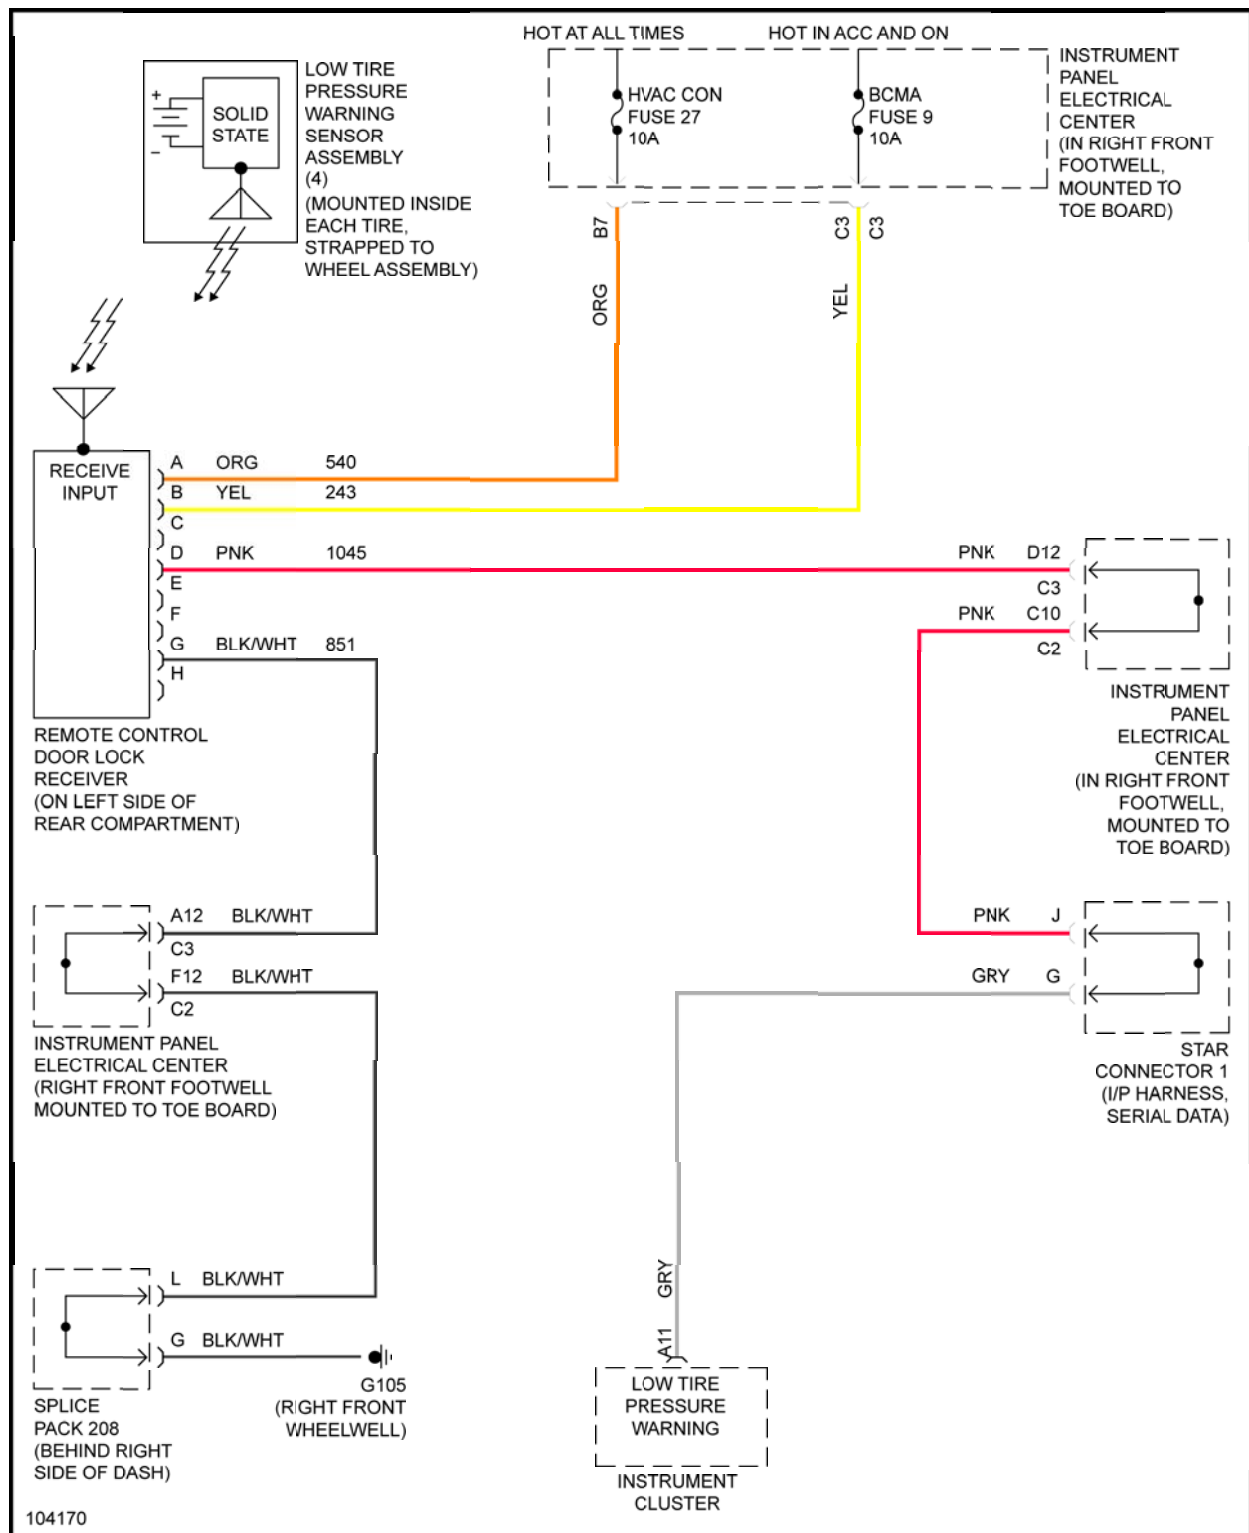 HOT AT ALL TIMES
HOT IN ACC AND ON
INSTRUMENT
PANEL
ELECTRICAL
CENTER
(IN RIGHT FRONT
FOOTWELL,
MOUNTED TO
TOE BOARD)
HVAC CON
FUSE 27
10A
BCMA
FUSE 9
10A
LOW TIRE
PRESSURE
WARNING
SENSOR
ASSEMBLY
(4)
(MOUNTED INSIDE
EACH TIRE,
STRAPPED TO
WHEEL ASSEMBLY)
+
SOLID
STATE
−
B7
C3
C3
ORG
YEL
RECEIVE
INPUT
A ORG 540
B YEL 243
C
D PNK 1045
E
F
G BLK/WHT 851
H
REMOTE CONTROL
DOOR LOCK
RECEIVER
(ON LEFT SIDE OF
REAR COMPARTMENT)
PNK D12
C3
PNK C10
C2
INSTRUMENT
PANEL
ELECTRICAL
CENTER
(IN RIGHT FRONT
FOOTWELL,
MOUNTED TO
TOE BOARD)
A12 BLK/WHT
C3
F12 BLK/WHT
C2
INSTRUMENT PANEL
ELECTRICAL CENTER
(RIGHT FRONT FOOTWELL
MOUNTED TO TOE BOARD)
PNK J
GRY G
STAR
CONNECTOR 1
(I/P HARNESS,
SERIAL DATA)
L BLK/WHT
G BLK/WHT
G105
(RIGHT FRONT
WHEELWELL)
SPLICE
PACK 208
(BEHIND RIGHT
SIDE OF DASH)
GRY
A11
LOW TIRE
PRESSURE
WARNING
INSTRUMENT
CLUSTER
104170